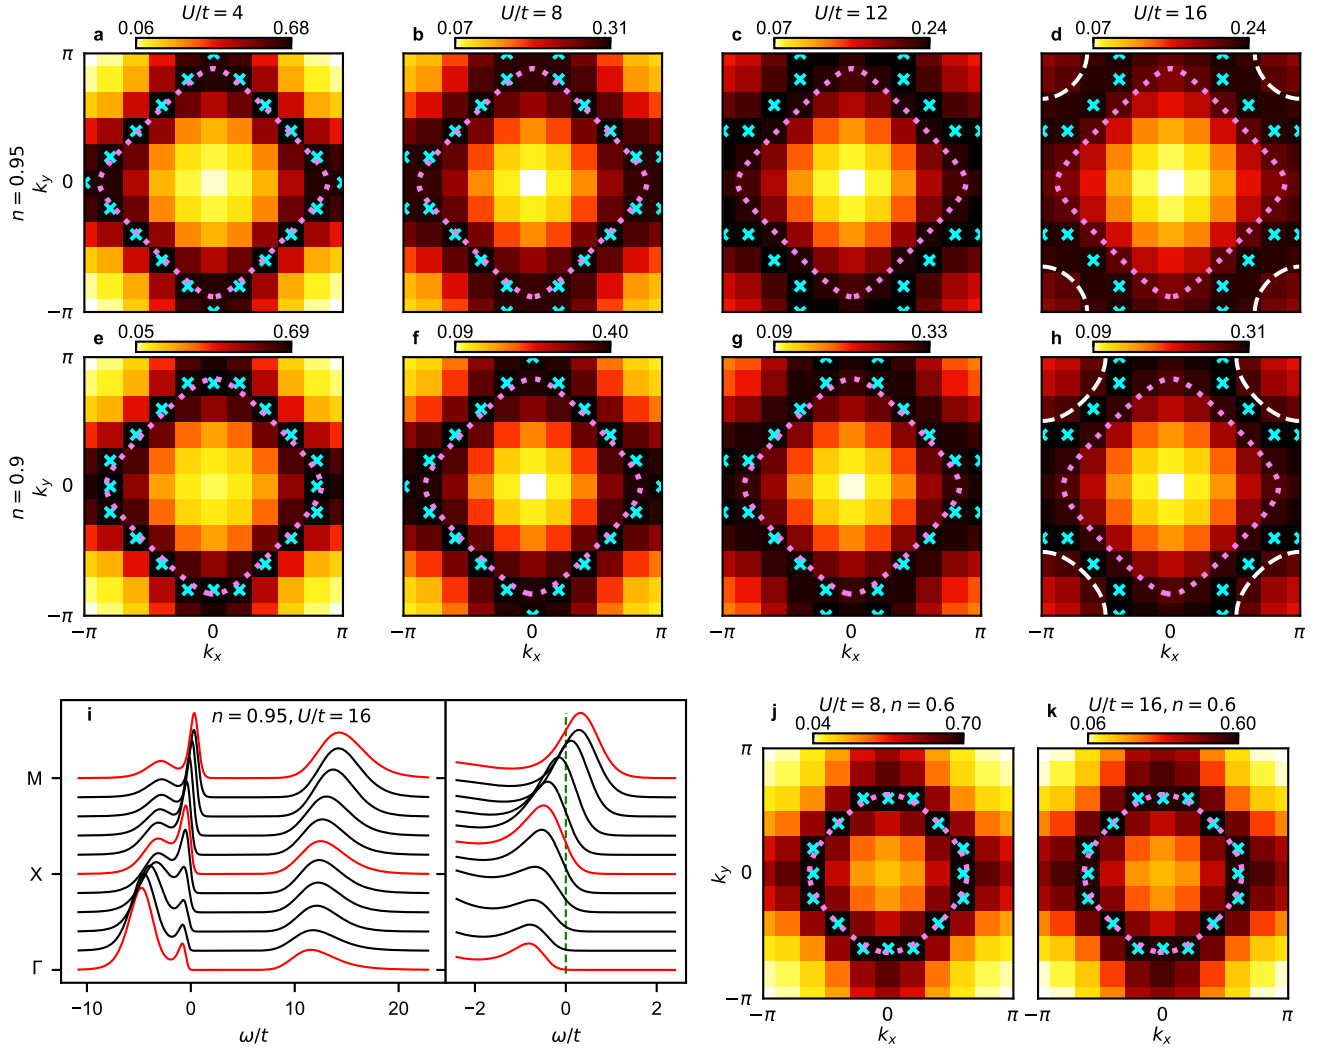 U/t = 4 U/t = 8 U/t = 12 U/t = 16
a 0.06 0.68 b 0.07 0.31 c 0.07 0.24 d 0.07 0.24
π
n = 0.95 k_y 0
−π
e 0.05 0.69 f 0.09 0.40 g 0.09 0.33 h 0.09 0.31
π
n = 0.9 k_y 0
−π
−π 0 π −π 0 π −π 0 π −π 0 π
k_x k_x k_x k_x
i n = 0.95, U/t = 16
M
X
Γ
−10 0 10 20 −2 0 2
ω/t ω/t
j U/t = 8, n = 0.6 k U/t = 16, n = 0.6
0.04 0.70 0.06 0.60
π π
k_y 0 0
−π −π
−π 0 π 0 π
k_x k_x